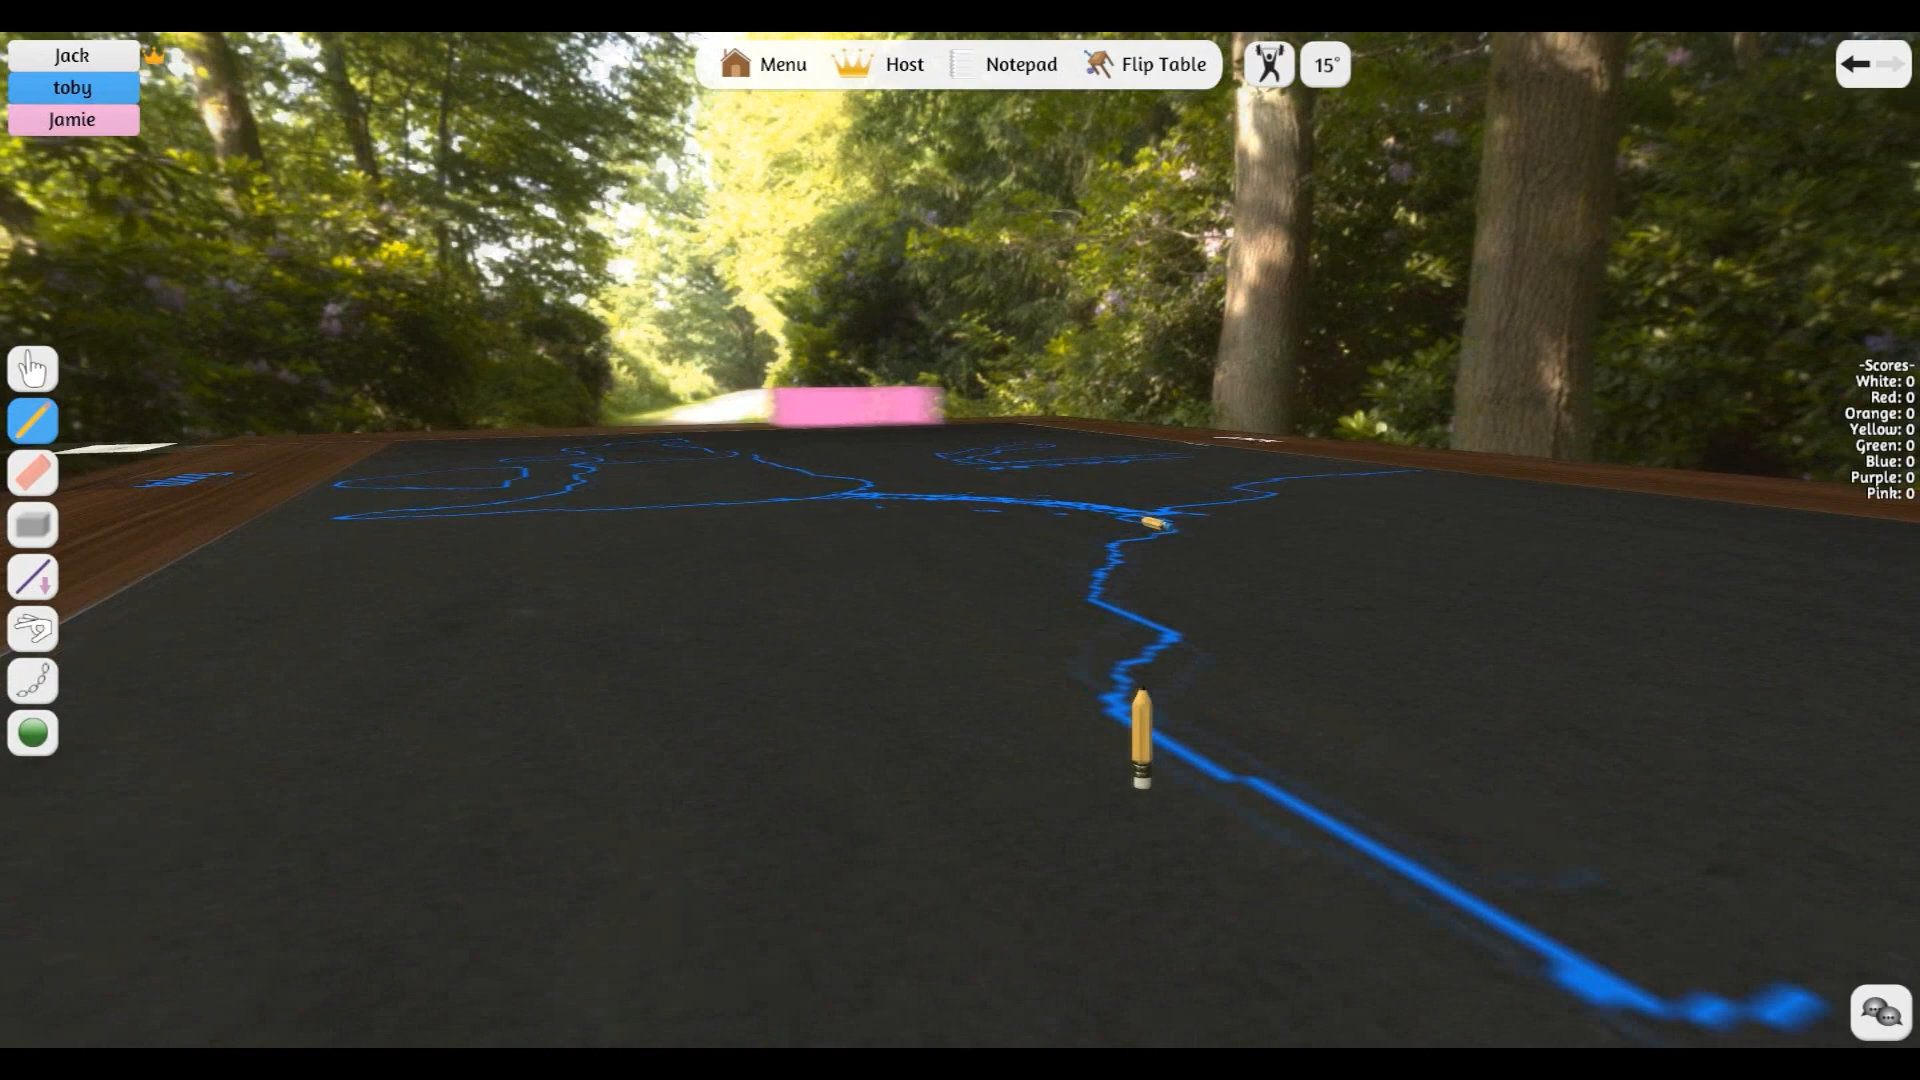 Jack
toby
Jamie
Menu Host Notepad Flip Table 15°
-Scores-
White: 0
Red: 0
Orange: 0
Yellow: 0
Green: 0
Blue: 0
Purple: 0
Pink: 0